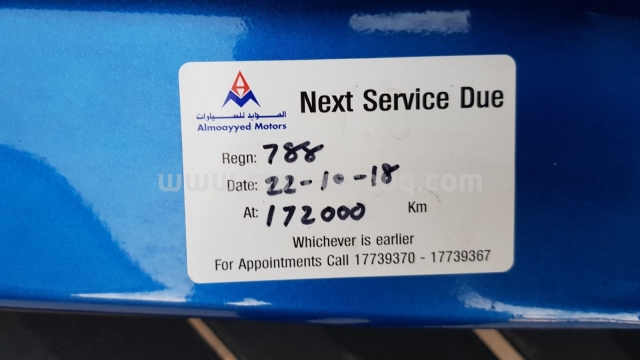 المؤيد للسيارات
Almoayyed Motors
Next Service Due
Regn: 788
Date: 22-10-18
At: 172000 Km
Whichever is earlier
For Appointments Call 17739370 - 17739367